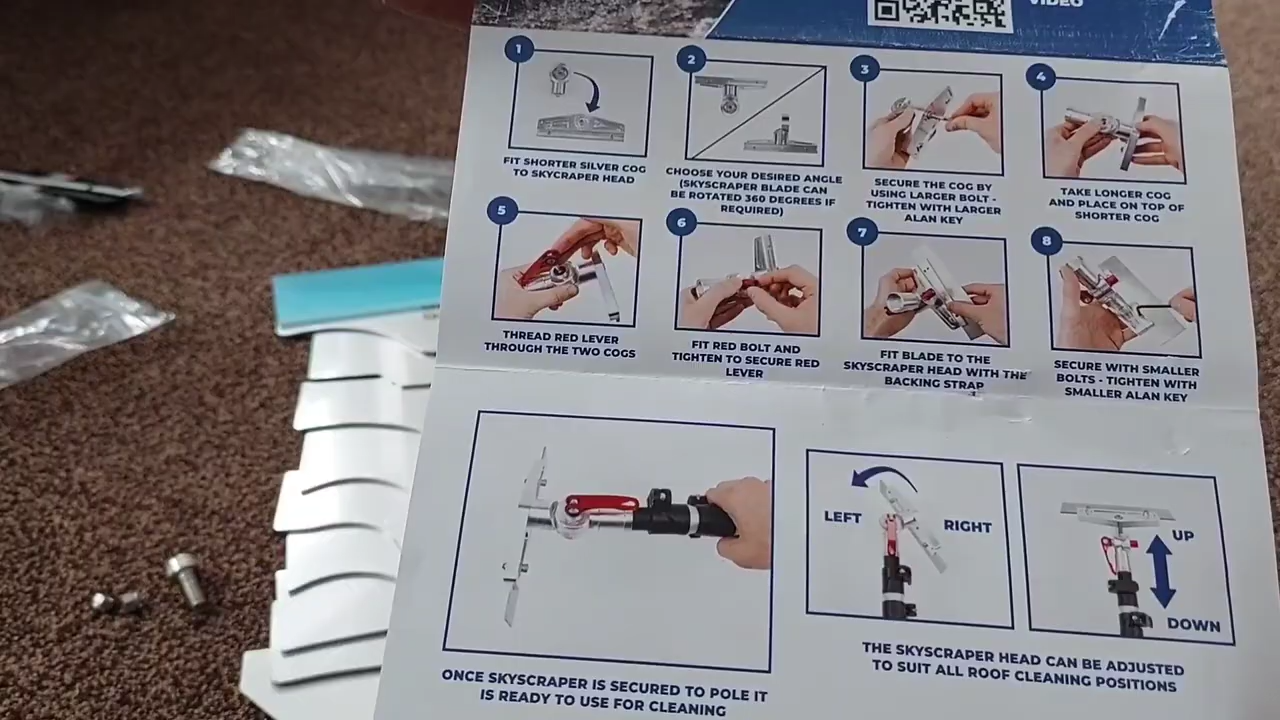 VIDEO
1
FIT SHORTER SILVER COG
TO SKYCRAPER HEAD
2
CHOOSE YOUR DESIRED ANGLE
(SKYSCRAPER BLADE CAN
BE ROTATED 360 DEGREES IF
REQUIRED)
3
SECURE THE COG BY
USING LARGER BOLT -
TIGHTEN WITH LARGER
ALAN KEY
4
TAKE LONGER COG
AND PLACE ON TOP OF
SHORTER COG
5
THREAD RED LEVER
THROUGH THE TWO COGS
6
FIT RED BOLT AND
TIGHTEN TO SECURE RED
LEVER
7
FIT BLADE TO THE
SKYSCRAPER HEAD WITH THE
BACKING STRAP
8
SECURE WITH SMALLER
BOLTS - TIGHTEN WITH
SMALLER ALAN KEY
ONCE SKYSCRAPER IS SECURED TO POLE IT
IS READY TO USE FOR CLEANING
LEFT
RIGHT
UP
DOWN
THE SKYSCRAPER HEAD CAN BE ADJUSTED
TO SUIT ALL ROOF CLEANING POSITIONS